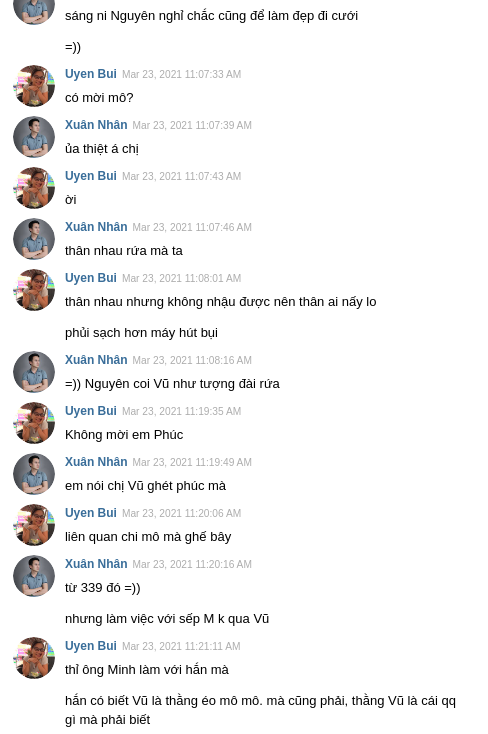 sáng ni Nguyên nghỉ chắc cũng để làm đẹp đi cưới
=))
Uyen Bui Mar 23, 2021 11:07:33 AM
có mời mô?
Xuân Nhân Mar 23, 2021 11:07:39 AM
ủa thiệt á chị
Uyen Bui Mar 23, 2021 11:07:43 AM
ời
Xuân Nhân Mar 23, 2021 11:07:46 AM
thân nhau rứa mà ta
Uyen Bui Mar 23, 2021 11:08:01 AM
thân nhau nhưng không nhậu được nên thân ai nấy lo
phủi sạch hơn máy hút bụi
Xuân Nhân Mar 23, 2021 11:08:16 AM
=)) Nguyên coi Vũ như tượng đài rứa
Uyen Bui Mar 23, 2021 11:19:35 AM
Không mời em Phúc
Xuân Nhân Mar 23, 2021 11:19:49 AM
em nói chị Vũ ghét phúc mà
Uyen Bui Mar 23, 2021 11:20:06 AM
liên quan chi mô mà ghế bây
Xuân Nhân Mar 23, 2021 11:20:16 AM
từ 339 đó =))
nhưng làm việc với sếp M k qua Vũ
Uyen Bui Mar 23, 2021 11:21:11 AM
thỉ ông Minh làm với hắn mà
hắn có biết Vũ là thằng éo mô mô. mà cũng phải, thằng Vũ là cái qq
gì mà phải biết